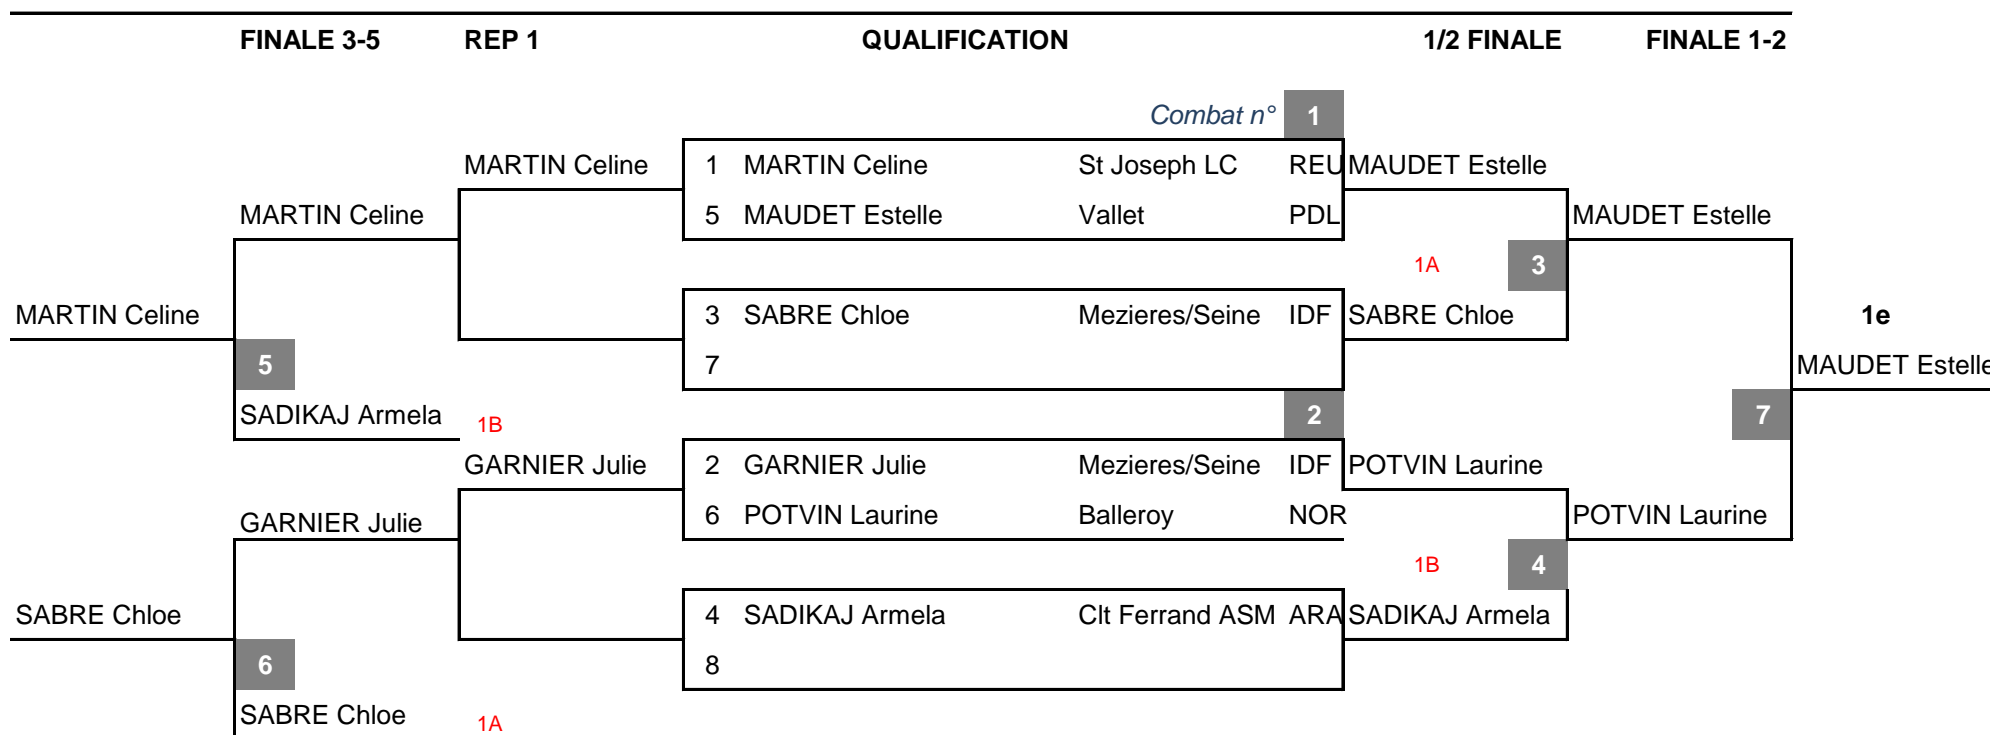 FINALE 3-5 REP 1 QUALIFICATION 1/2 FINALE FINALE 1-2
Combat n° 1
MARTIN Celine 1 MARTIN Celine St Joseph LC REU MAUDET Estelle
MARTIN Celine 5 MAUDET Estelle Vallet PDL MAUDET Estelle
1A 3
MARTIN Celine 3 SABRE Chloe Mezieres/Seine IDF SABRE Chloe 1e
5 7 MAUDET Estelle
SADIKAJ Armela 1B 2 7
GARNIER Julie 2 GARNIER Julie Mezieres/Seine IDF POTVIN Laurine
GARNIER Julie 6 POTVIN Laurine Balleroy NOR POTVIN Laurine
1B 4
SABRE Chloe 4 SADIKAJ Armela Clt Ferrand ASM ARA SADIKAJ Armela
6 8
SABRE Chloe 1A